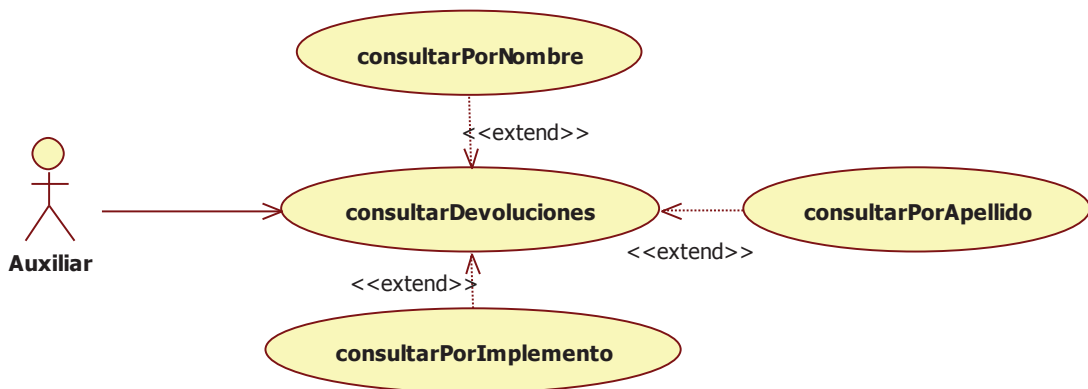 consultarPorNombre
<<extend>>
consultarDevoluciones
consultarPorApellido
<<extend>>
Auxiliar
<<extend>>
consultarPorImplemento